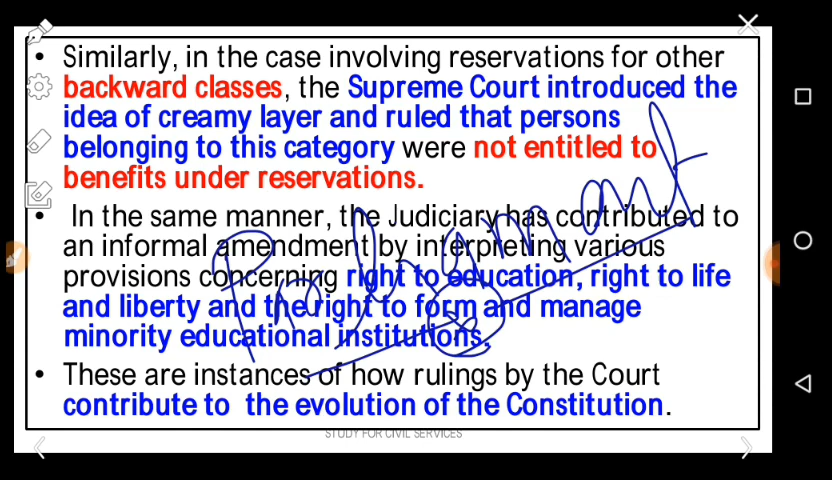 • Similarly, in the case involving reservations for other
backward classes, the Supreme Court introduced the
idea of creamy layer and ruled that persons
belonging to this category were not entitled to
benefits under reservations.
• In the same manner, the Judiciary has contributed to
an informal amendment by interpreting various
provisions concerning right to education, right to life
and liberty and the right to form and manage
minority educational institutions.
• These are instances of how rulings by the Court
contribute to the evolution of the Constitution.
STUDY FOR CIVIL SERVICES